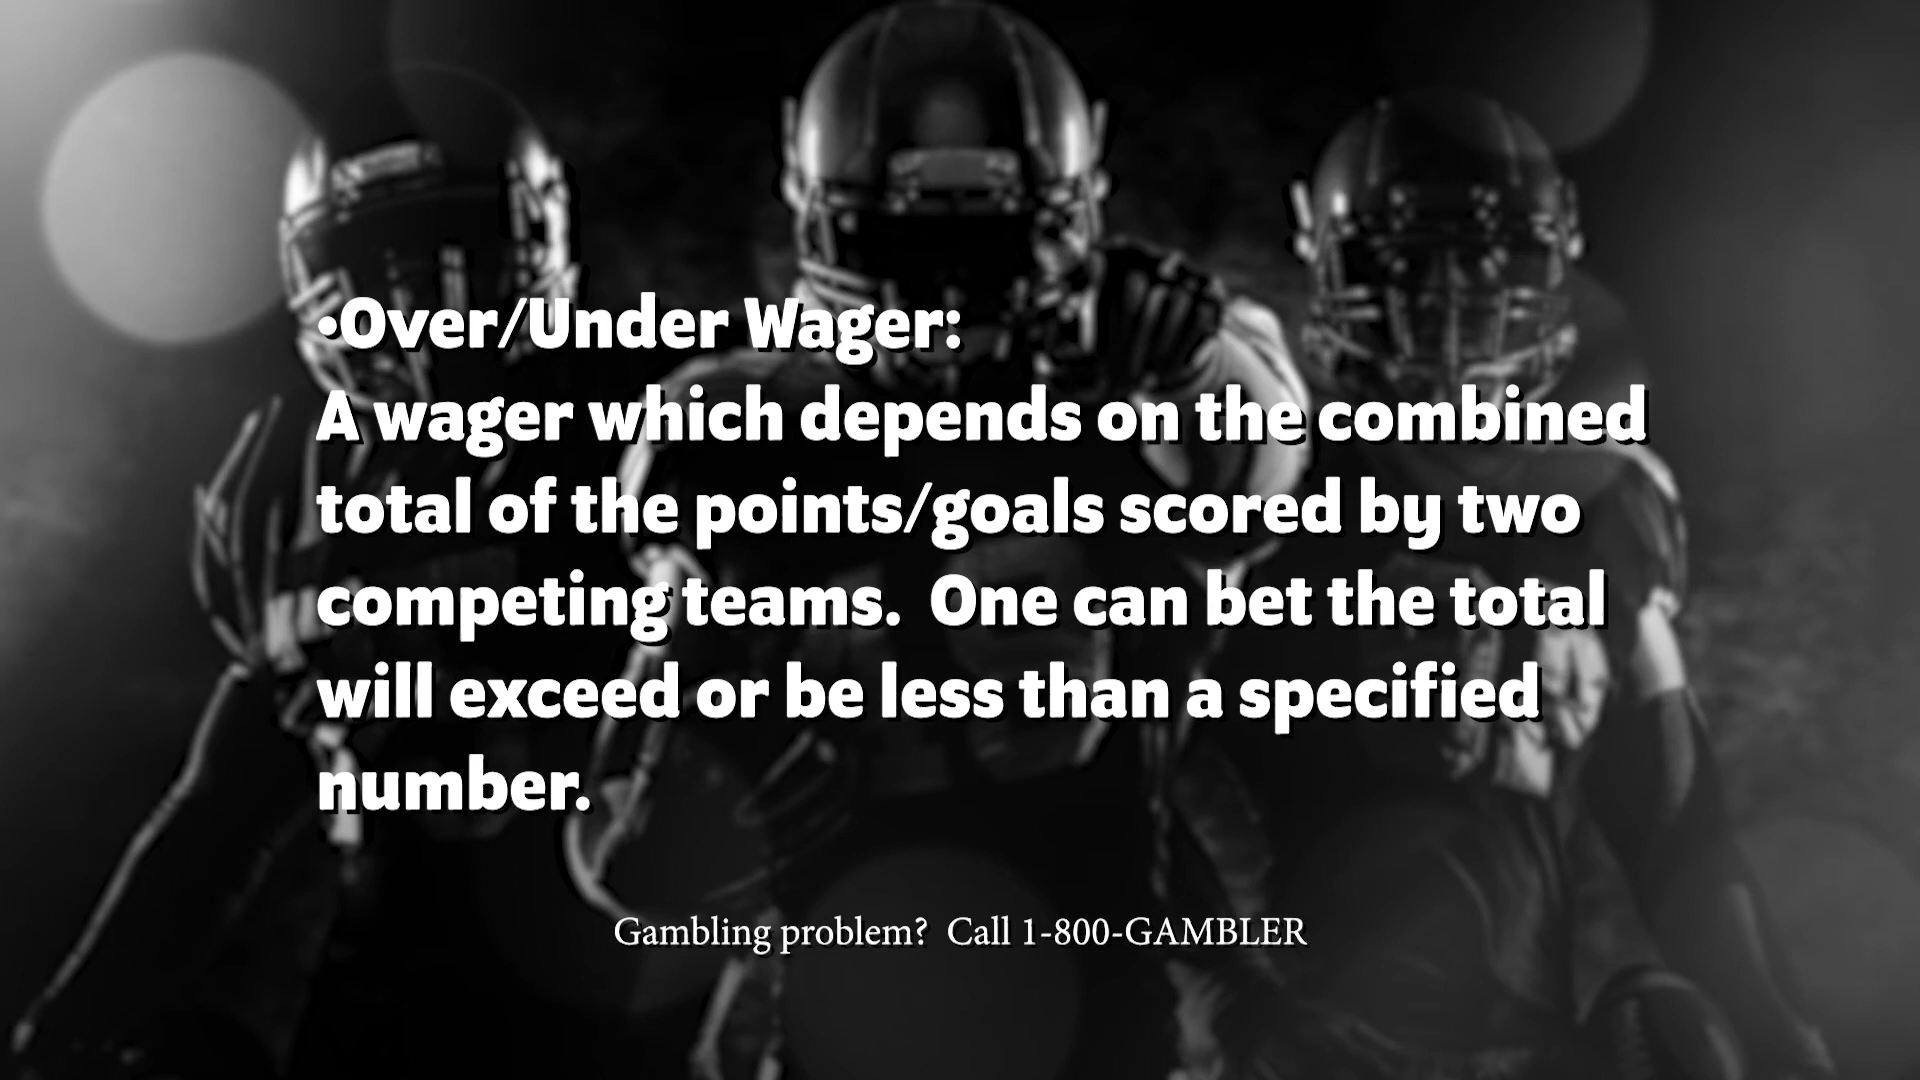 •Over/Under Wager:
A wager which depends on the combined
total of the points/goals scored by two
competing teams.  One can bet the total
will exceed or be less than a specified
number.
Gambling problem?  Call 1-800-GAMBLER